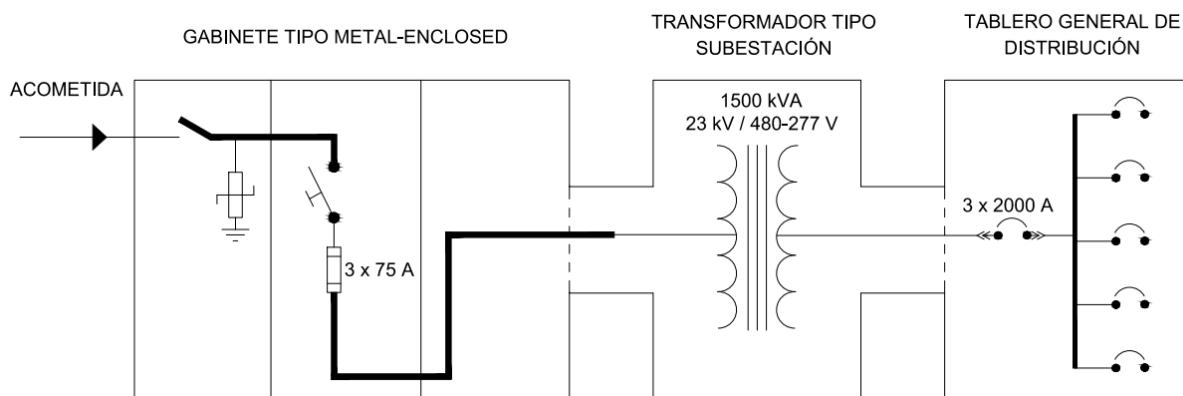 GABINETE TIPO METAL-ENCLOSED
TRANSFORMADOR TIPO
SUBESTACIÓN
TABLERO GENERAL DE
DISTRIBUCIÓN
ACOMETIDA
1500 kVA
23 kV / 480-277 V
3 x 75 A
3 x 2000 A